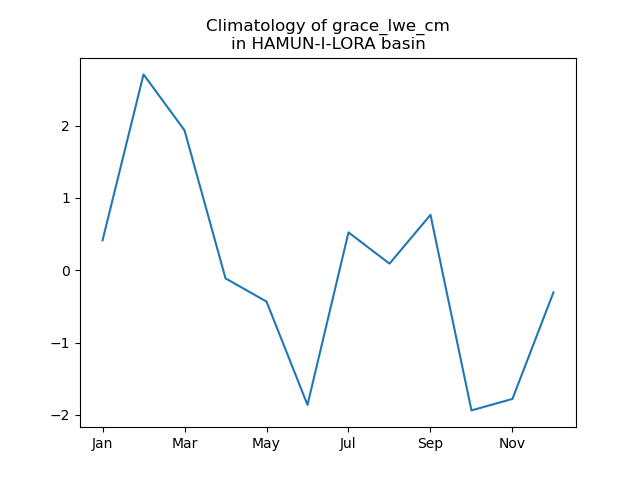 Climatology of grace_lwe_cm
in HAMUN-I-LORA basin
2
1
0
−1
−2
Jan
Mar
May
Jul
Sep
Nov